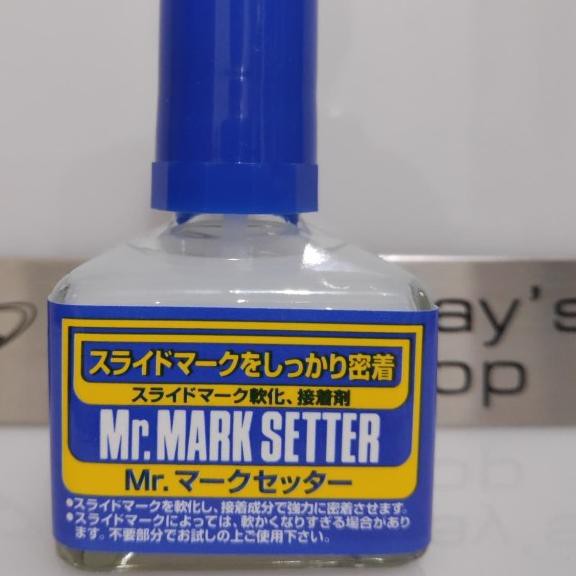 スライドマークをしっかり密着
スライドマーク軟化、接着剤
Mr. MARK SETTER
Mr. マークセッター
●スライドマークを軟化し、接着成分で強力に密着させます。
●スライドマークによっては、軟かくなりすぎる場合があり
ます。不要部分でお試しの上ご使用下さい。
ay's
op